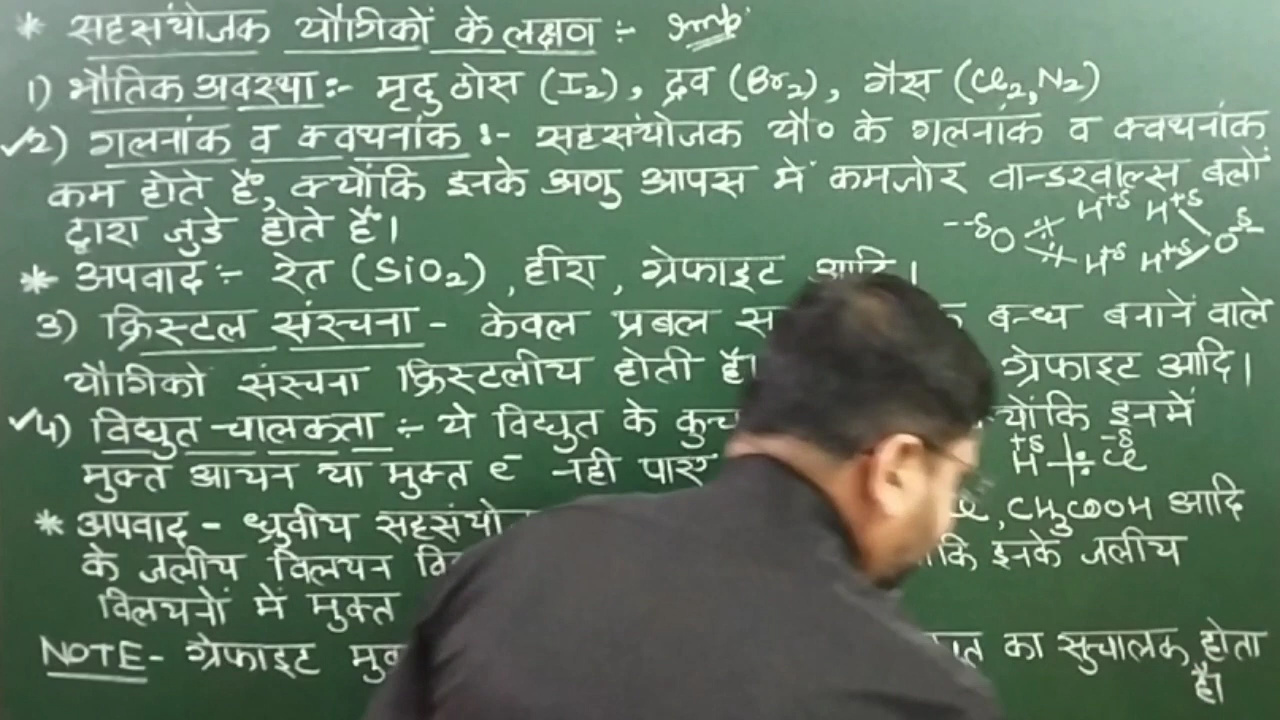 * सहसंयोजक यौगिकों के लक्षण :- Imp.
1) भौतिक अवस्था :- मृदु ठोस (I2), द्रव (Br2), गैस (Cl2, N2)
2) गलनांक व क्वथनांक :- सहसंयोजक यौ० के गलनांक व क्वथनांक
कम होते हैं, क्योंकि इनके अणु आपस में कमजोर वान्डरवाल्स बलों
द्वारा जुडे होते हैं।
--δ O H+δ H+δ O δ-
H+δ H+δ
* अपवाद :- रेत (SiO2), हीरा, ग्रेफाइट आदि।
3) क्रिस्टल संरचना - केवल प्रबल बन्ध बनाने वाले
यौगिको संरचना क्रिस्टलीय होती है। ग्रेफाइट आदि।
4) विद्युत-चालकता :- ये विद्युत के इनमें
मुक्त आयन या मुक्त e- नही
+δ -δ
H Cl
* अपवाद - ध्रुवीय CH3COOH आदि
के जलीय विलयन इनके जलीय
विलयनों में मुक्त
NOTE- ग्रेफाइट का सुचालक होता
है।